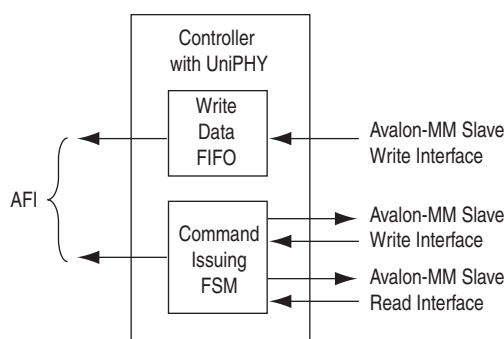 Controller
with UniPHY
Write
Data
FIFO
Avalon-MM Slave
Write Interface
AFI
Command
Issuing
FSM
Avalon-MM Slave
Write Interface
Avalon-MM Slave
Read Interface